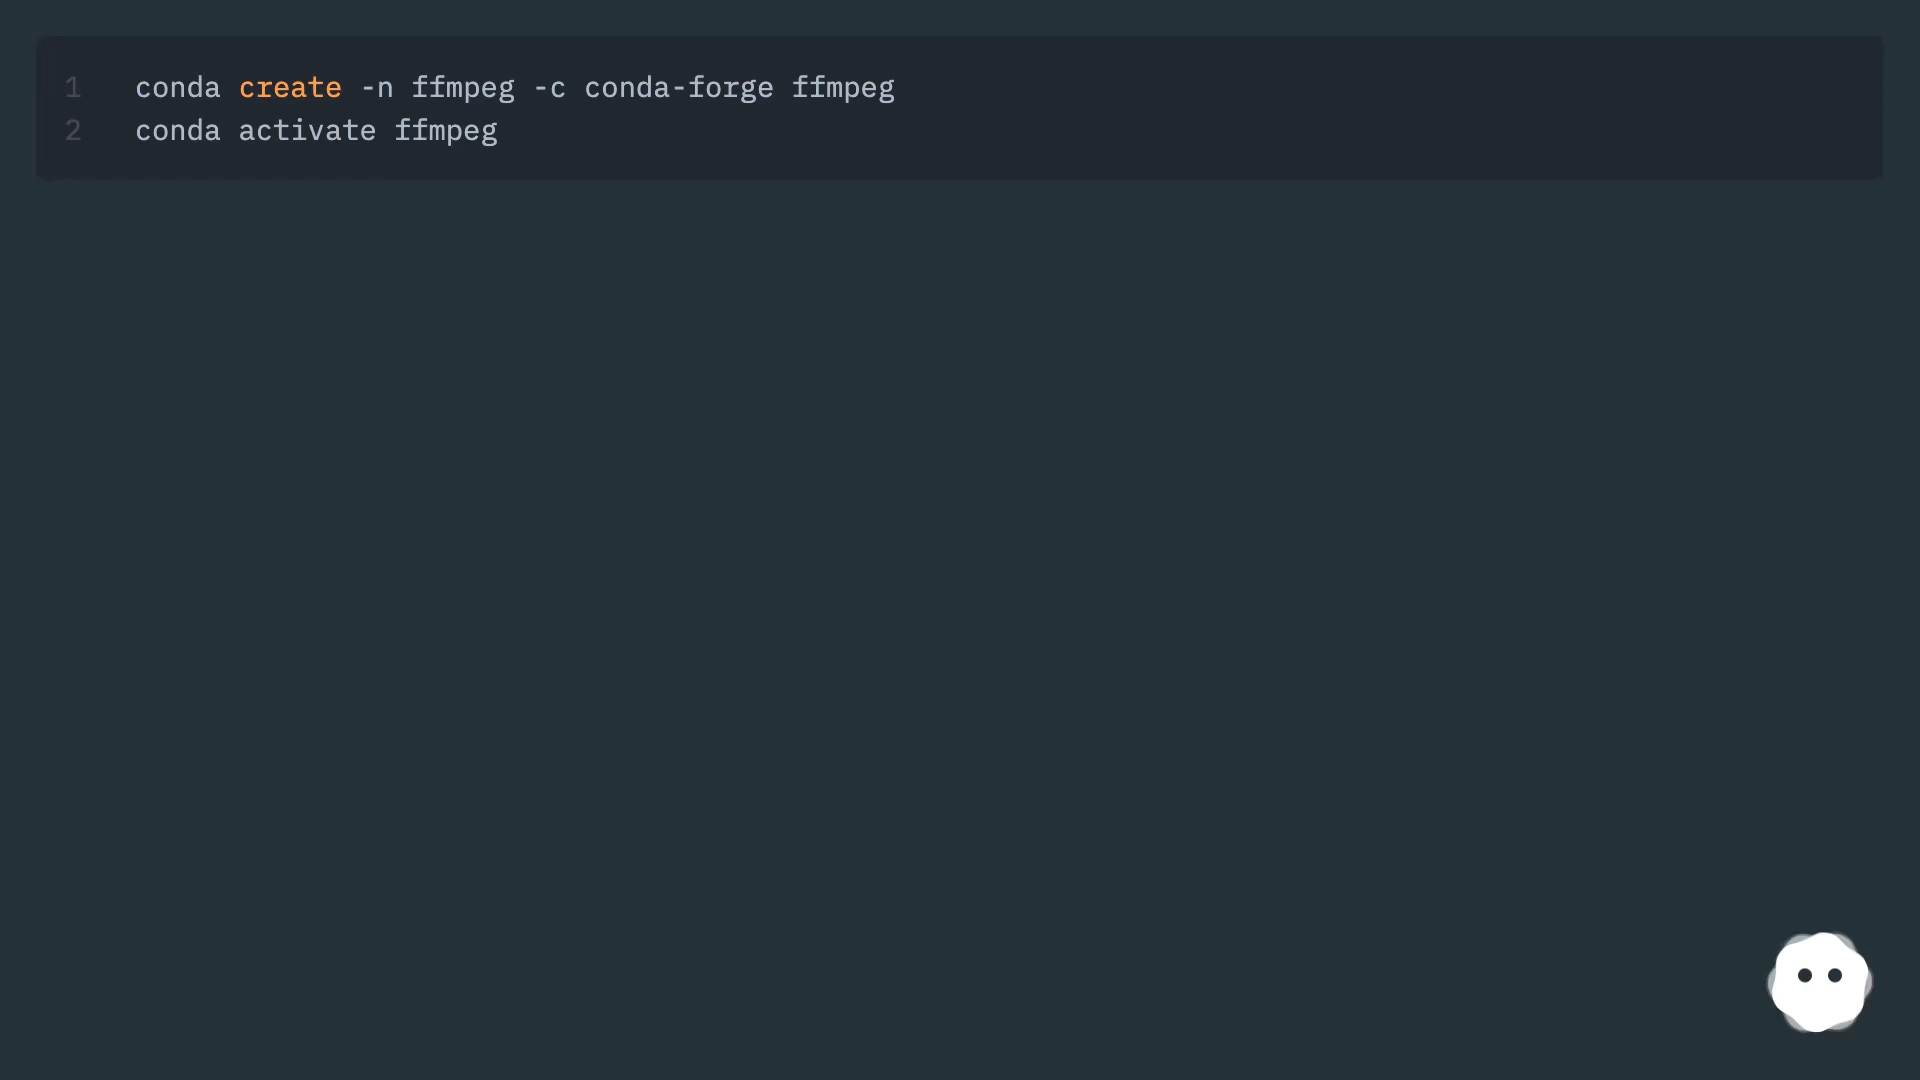 1 conda create -n ffmpeg -c conda-forge ffmpeg
2 conda activate ffmpeg